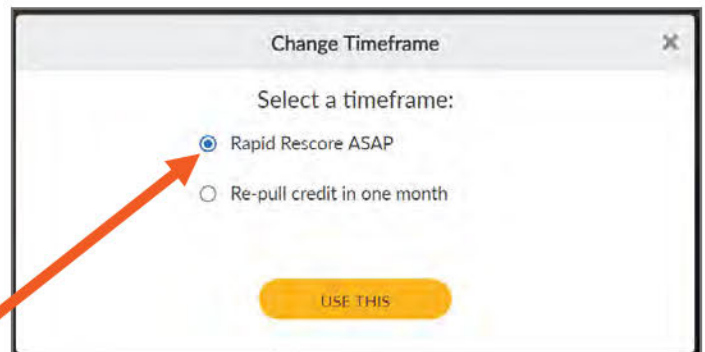 Change Timeframe
Select a timeframe:
Rapid Rescore ASAP
Re-pull credit in one month
USE THIS